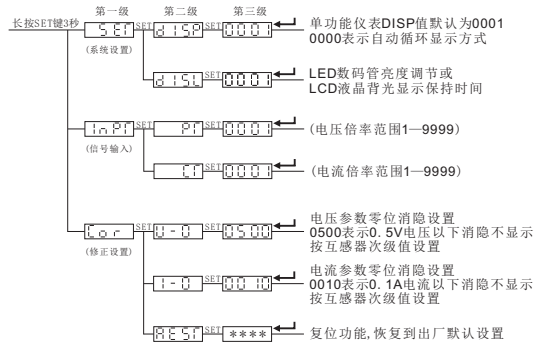 第一级 第二级 第三级
长按SET键3秒 SET SET dISP SET 0001 单功能仪表DISP值默认为0001
0000表示自动循环显示方式
(系统设置)
dISL SET 0001 LED数码管亮度调节或
LCD液晶背光显示保持时间
InPT SET PT SET 0001 (电压倍率范围1—9999)
(信号输入)
CT SET 0001 (电流倍率范围1—9999)
电压参数零位消隐设置
Cor SET U-0 SET 0500 0500表示0.5V电压以下消隐不显示
(修正设置) 按互感器次级值设置
电流参数零位消隐设置
I-0 SET 0010 0010表示0.1A电流以下消隐不显示
按互感器次级值设置
REST SET **** 复位功能,恢复到出厂默认设置